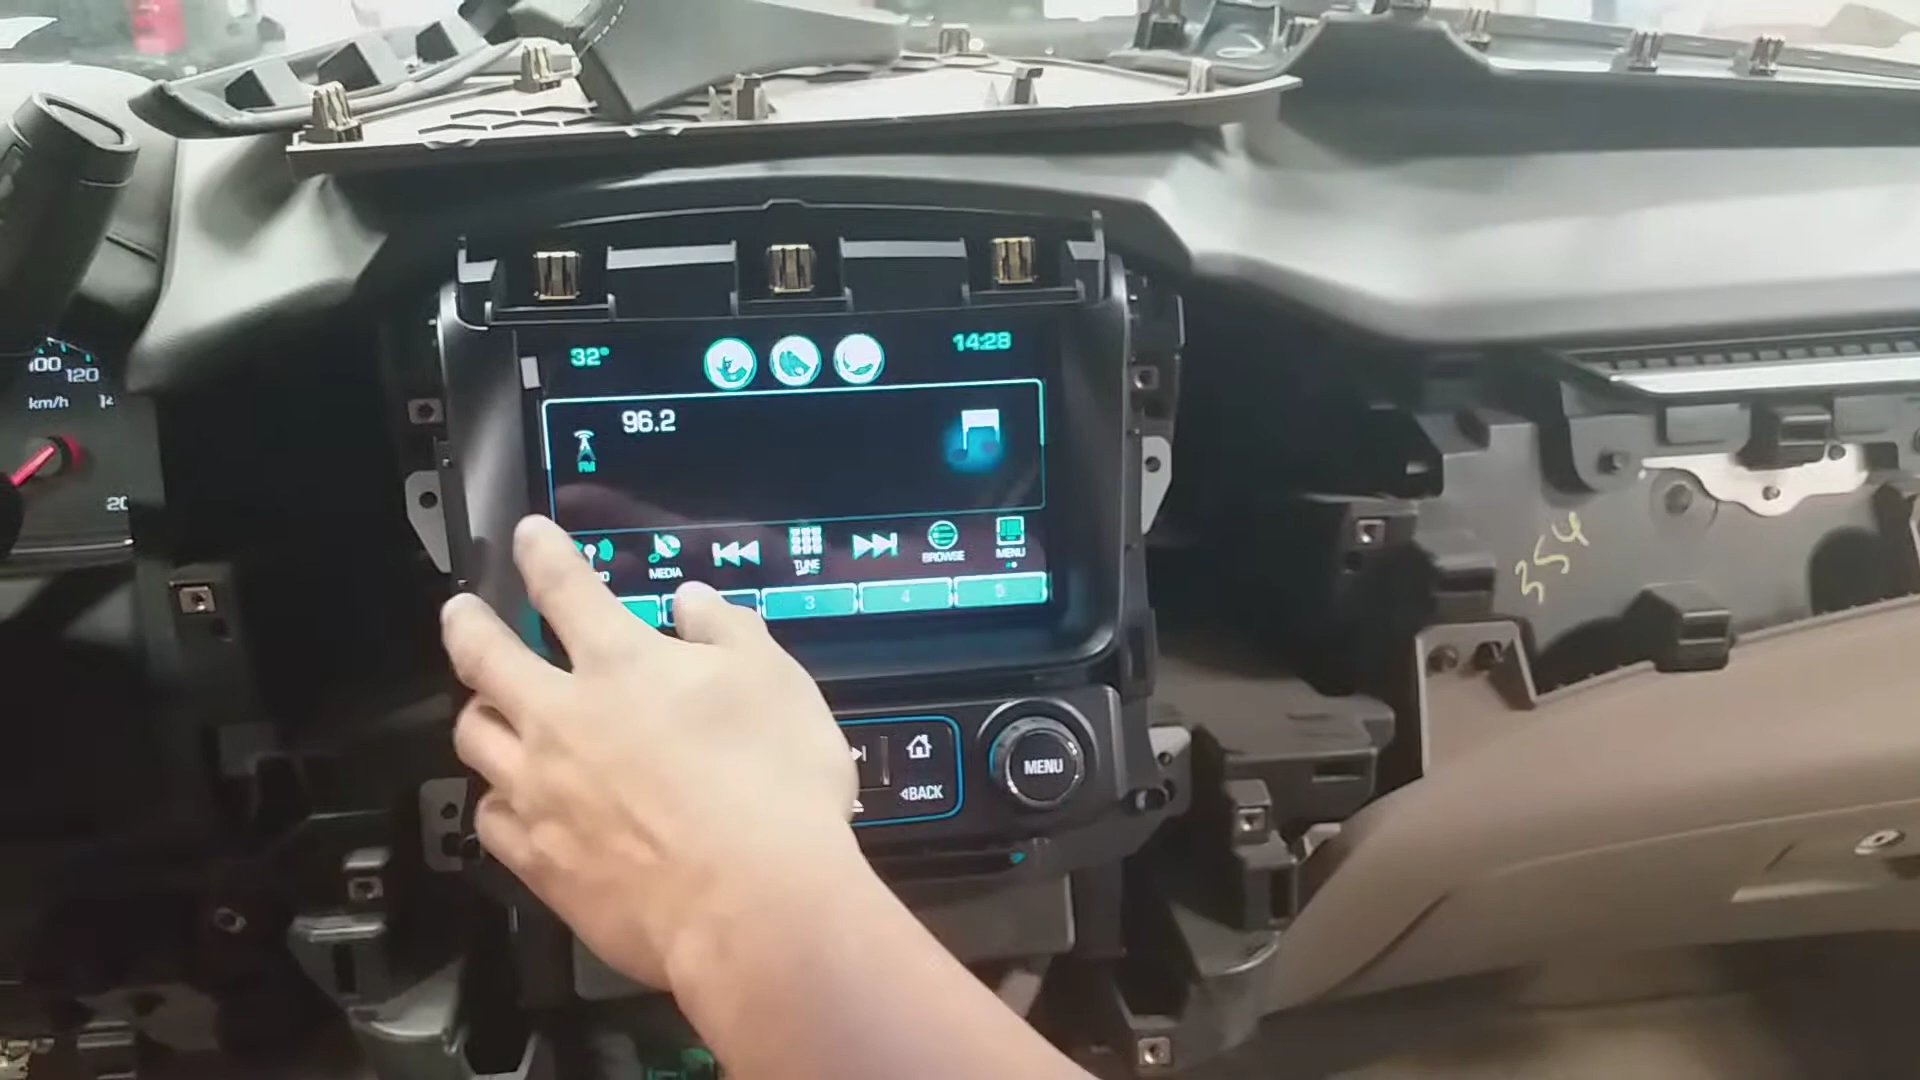 32°
14:28
96.2
FM
MEDIA
TUNE
BROWSE
MENU
3
4
5
BACK
MENU
100
120
km/h
354